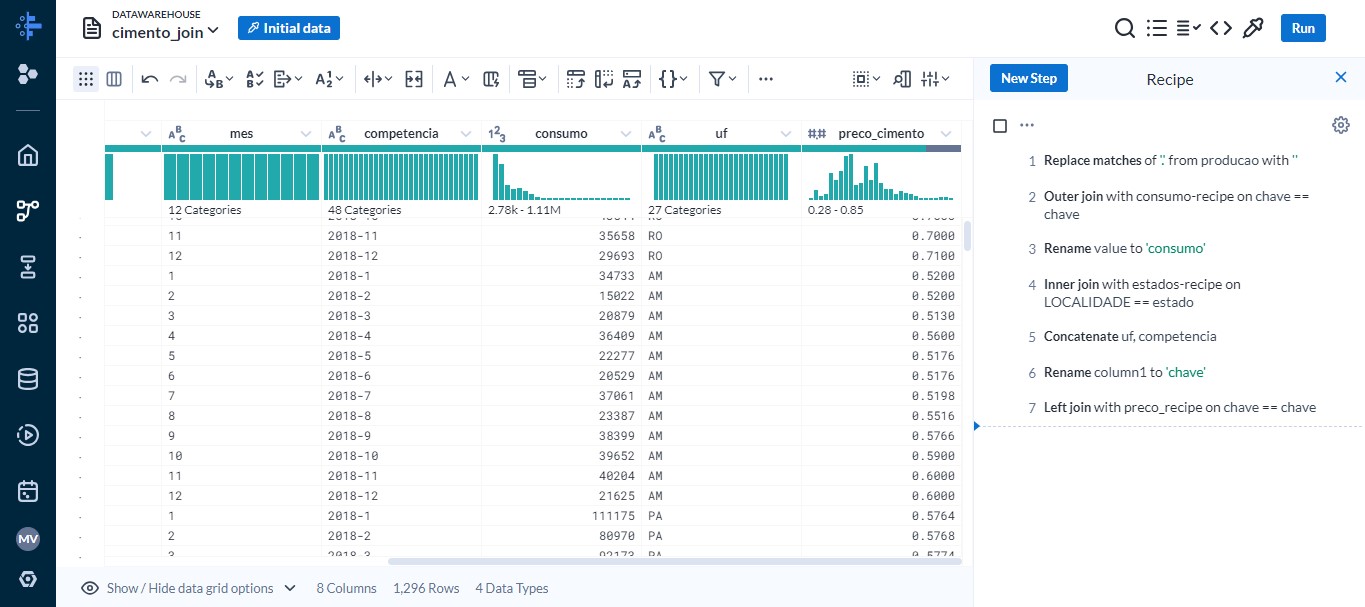 DATAWAREHOUSE
cimento_join
Initial data
Run
New Step
Recipe
mes
competencia
consumo
uf
preco_cimento
12 Categories
48 Categories
2.78k - 1.11M
27 Categories
0.28 - 0.85
11 2018-11 35658 RO 0.7000
12 2018-12 29693 RO 0.7100
1 2018-1 34733 AM 0.5200
2 2018-2 15022 AM 0.5200
3 2018-3 20879 AM 0.5130
4 2018-4 36409 AM 0.5600
5 2018-5 22277 AM 0.5176
6 2018-6 20529 AM 0.5176
7 2018-7 37061 AM 0.5198
8 2018-8 23387 AM 0.5516
9 2018-9 38399 AM 0.5766
10 2018-10 39652 AM 0.5900
11 2018-11 40204 AM 0.6000
12 2018-12 21625 AM 0.6000
1 2018-1 111175 PA 0.5764
2 2018-2 80970 PA 0.5768
3 2018-3 92173 PA 0.5774
1 Replace matches of '.' from producao with ''
2 Outer join with consumo-recipe on chave ==
chave
3 Rename value to 'consumo'
4 Inner join with estados-recipe on
LOCALIDADE == estado
5 Concatenate uf, competencia
6 Rename column1 to 'chave'
7 Left join with preco_recipe on chave == chave
MV
Show / Hide data grid options
8 Columns
1,296 Rows
4 Data Types